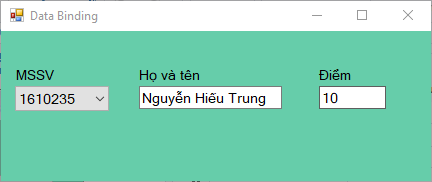 Data Binding
MSSV Họ và tên Điểm
1610235 Nguyễn Hiếu Trung 10